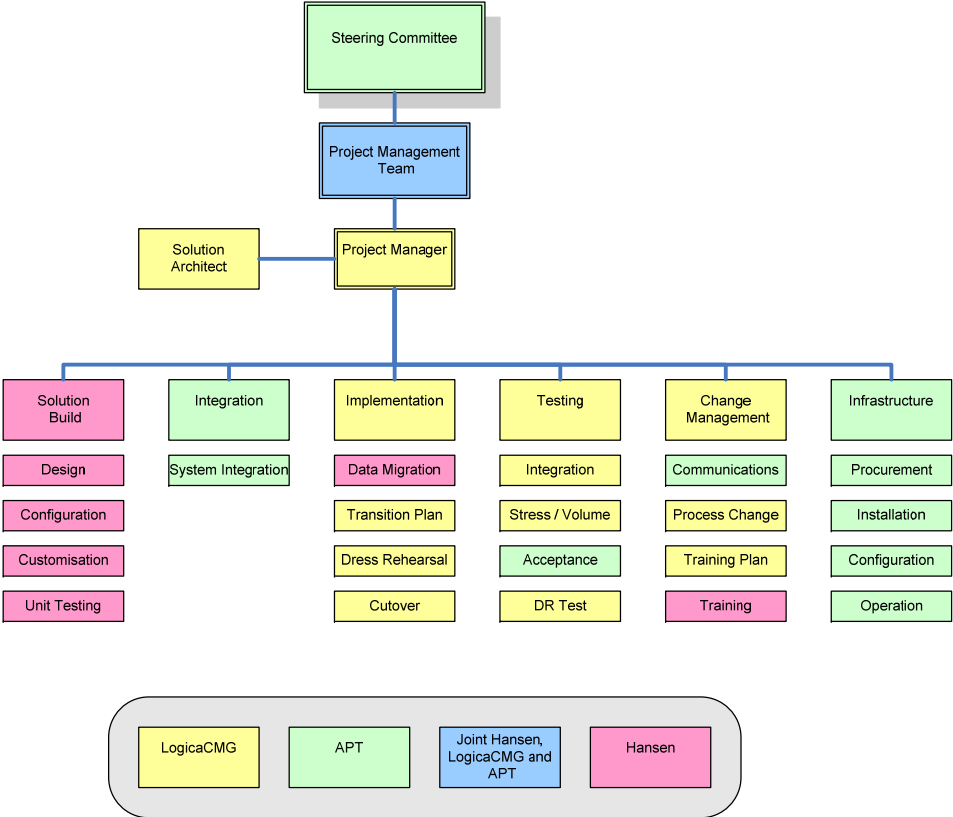 Steering Committee
Project Management
Team
Solution
Architect
Project Manager
Solution
Build
Integration
Implementation
Testing
Change
Management
Infrastructure
Design
System Integration
Data Migration
Integration
Communications
Procurement
Configuration
Transition Plan
Stress / Volume
Process Change
Installation
Customisation
Dress Rehearsal
Acceptance
Training Plan
Configuration
Unit Testing
Cutover
DR Test
Training
Operation
LogicaCMG
APT
Joint Hansen,
LogicaCMG and
APT
Hansen